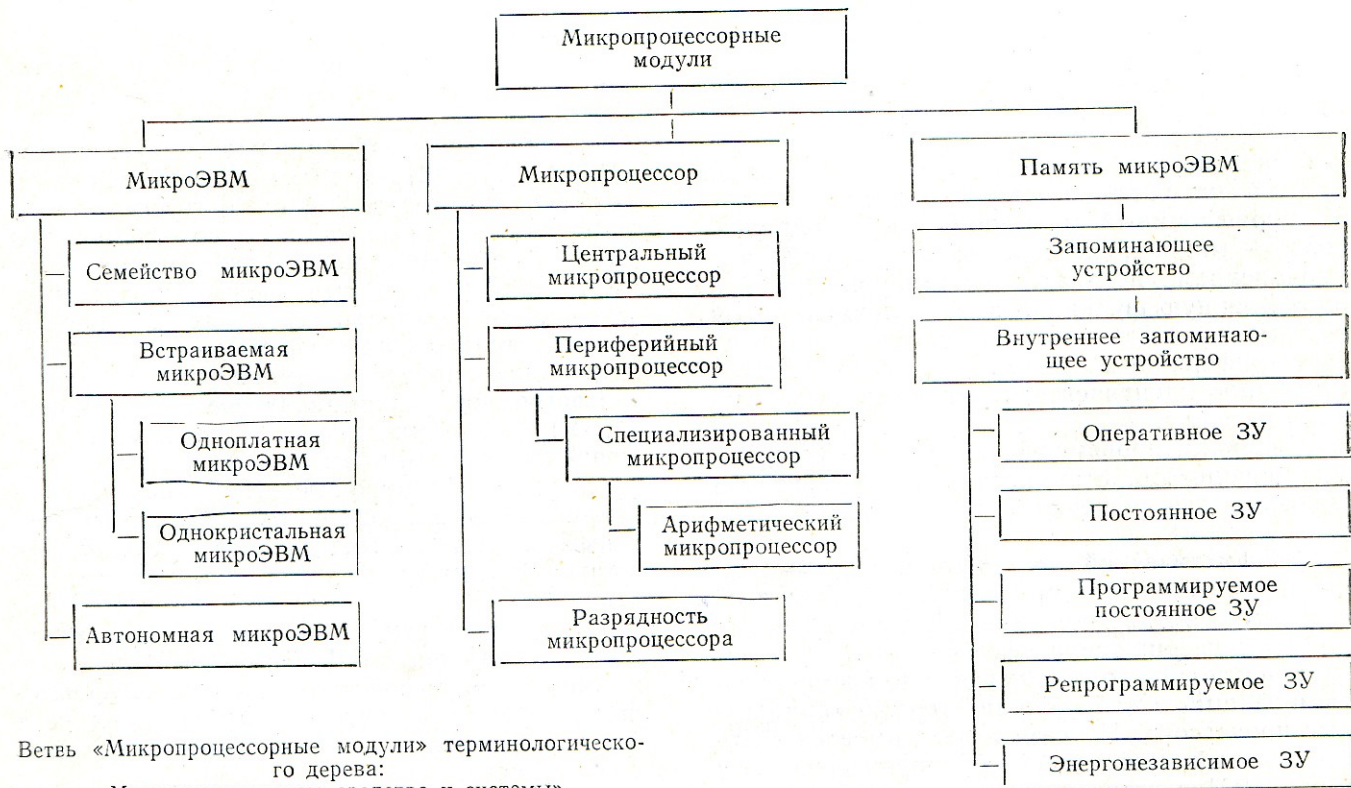 Микропроцессорные
модули
МикроЭВМ
Семейство микроЭВМ
Встраиваемая
микроЭВМ
Одноплатная
микроЭВМ
Однокристальная
микроЭВМ
Автономная микроЭВМ
Микропроцессор
Центральный
микропроцессор
Периферийный
микропроцессор
Специализированный
микропроцессор
Арифметический
микропроцессор
Разрядность
микропроцессора
Память микроЭВМ
Запоминающее
устройство
Внутреннее запоминаю-
щее устройство
Оперативное ЗУ
Постоянное ЗУ
Программируемое
постоянное ЗУ
Репрограммируемое ЗУ
Энергонезависимое ЗУ
Ветвь «Микропроцессорные модули» терминологическо-
го дерева: